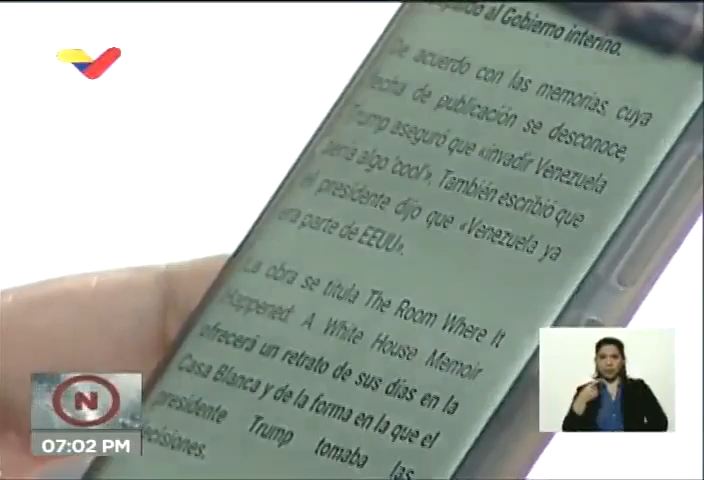 al Gobierno interino.
De acuerdo con las memorias, cuya
fecha de publicación se desconoce,
Trump aseguró que «invadir Venezuela
sería algo 'cool'». También escribió que
el presidente dijo que «Venezuela ya
era parte de EEUU».
La obra se titula The Room Where It
Happened: A White House Memoir
ofrecerá un retrato de sus días en la
Casa Blanca y de la forma en la que el
presidente Trump tomaba las
decisiones.
N
07:02 PM